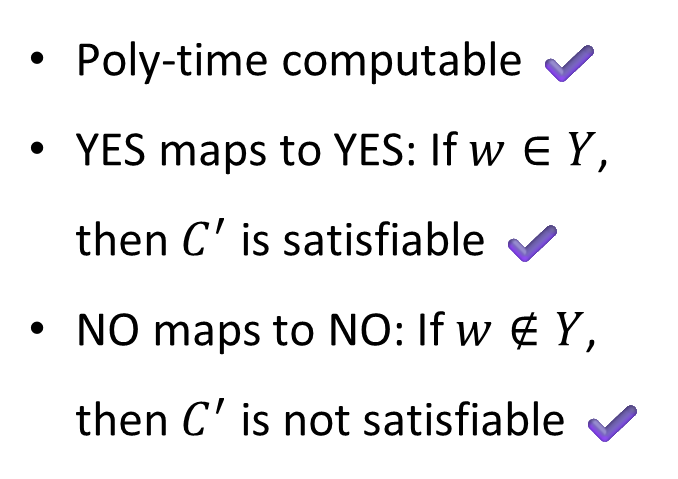 • Poly-time computable ✔
• YES maps to YES: If w ∈ Y,
then C′ is satisfiable ✔
• NO maps to NO: If w ∉ Y,
then C′ is not satisfiable ✔